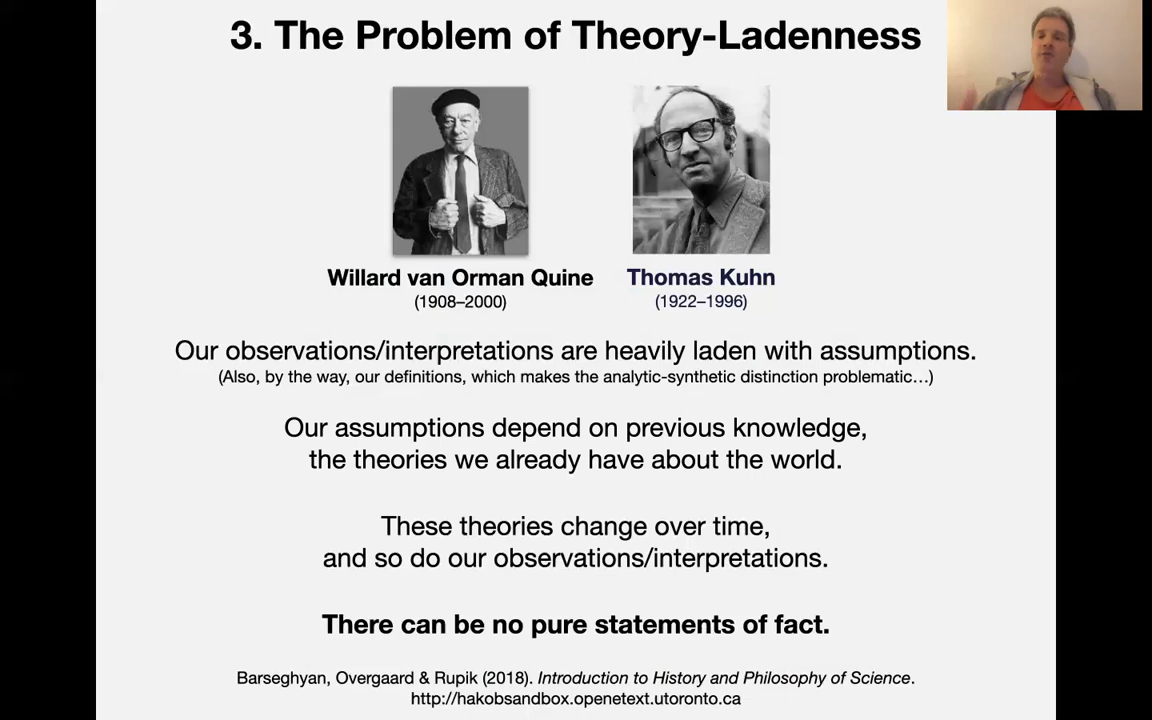 3. The Problem of Theory-Ladenness
Willard van Orman Quine
(1908–2000)
Thomas Kuhn
(1922–1996)
Our observations/interpretations are heavily laden with assumptions.
(Also, by the way, our definitions, which makes the analytic-synthetic distinction problematic…)
Our assumptions depend on previous knowledge,
the theories we already have about the world.
These theories change over time,
and so do our observations/interpretations.
There can be no pure statements of fact.
Barseghyan, Overgaard & Rupik (2018). Introduction to History and Philosophy of Science.
http://hakobsandbox.openetext.utoronto.ca